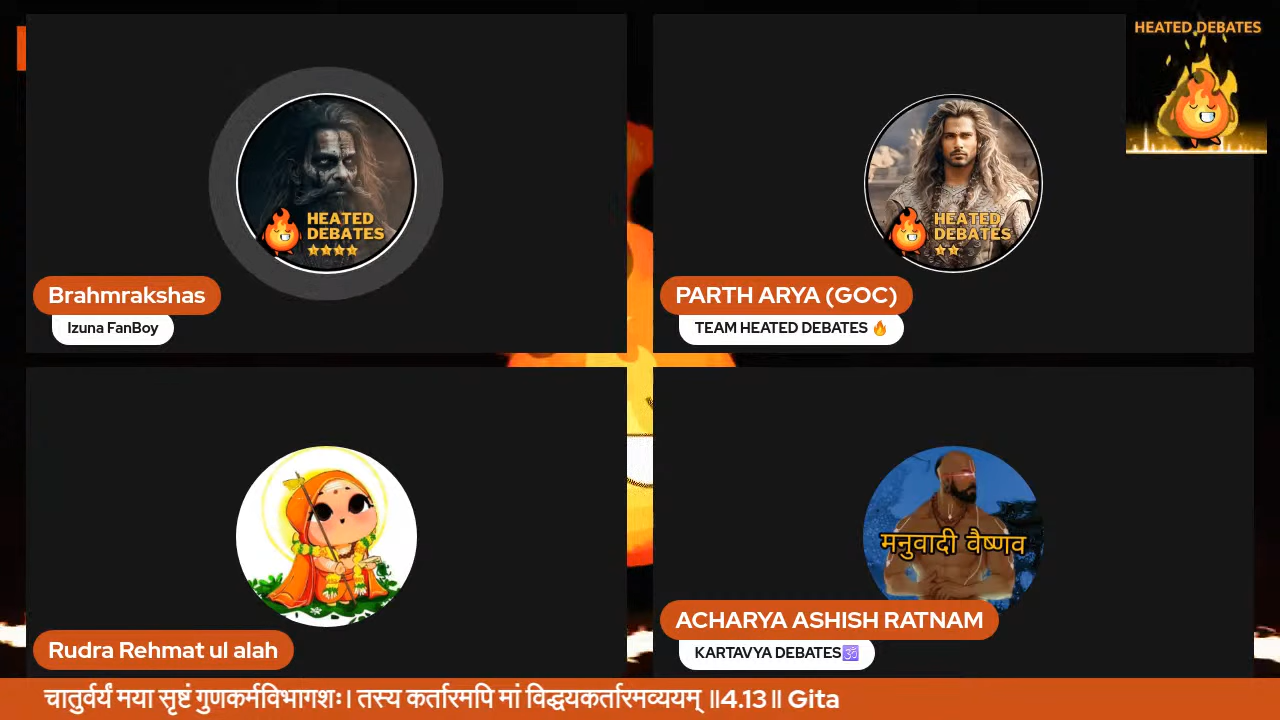 HEATED DEBATES
HEATED
DEBATES
Brahmrakshas
Izuna FanBoy
HEATED
DEBATES
PARTH ARYA (GOC)
TEAM HEATED DEBATES 🔥
Rudra Rehmat ul alah
मनुवादी वैष्णव
ACHARYA ASHISH RATNAM
KARTAVYA DEBATES🕉️
चातुर्वर्यं मया सृष्टं गुणकर्मविभागशः। तस्य कर्तारमपि मां विद्धयकर्तारमव्ययम् ॥4.13॥ Gita